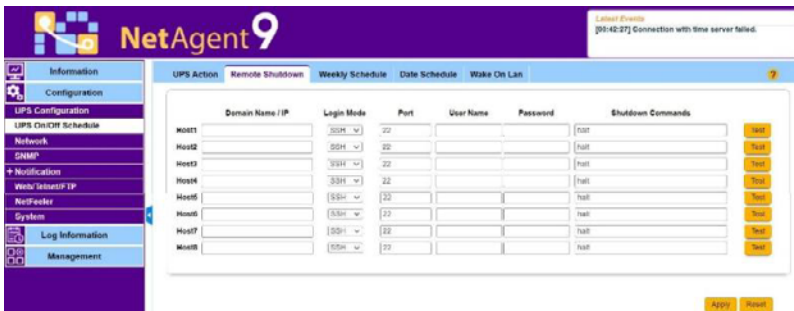 NetAgent 9
Latest Events
[00:42:27] Connection with time server failed.
Information
Configuration
UPS Configuration
UPS On/Off Schedule
Network
SNMP
+ Notification
Web/Telnet/FTP
NetFeeler
System
Log Information
Management
UPS Action Remote Shutdown Weekly Schedule Date Schedule Wake On Lan ?
Domain Name / IP Login Mode Port User Name Password Shutdown Commands
Host1 SSH 22 halt Test
Host2 SSH 22 halt Test
Host3 SSH 22 halt Test
Host4 SSH 22 halt Test
Host5 SSH 22 halt Test
Host6 SSH 22 halt Test
Host7 SSH 22 halt Test
Host8 SSH 22 halt Test
Apply Reset